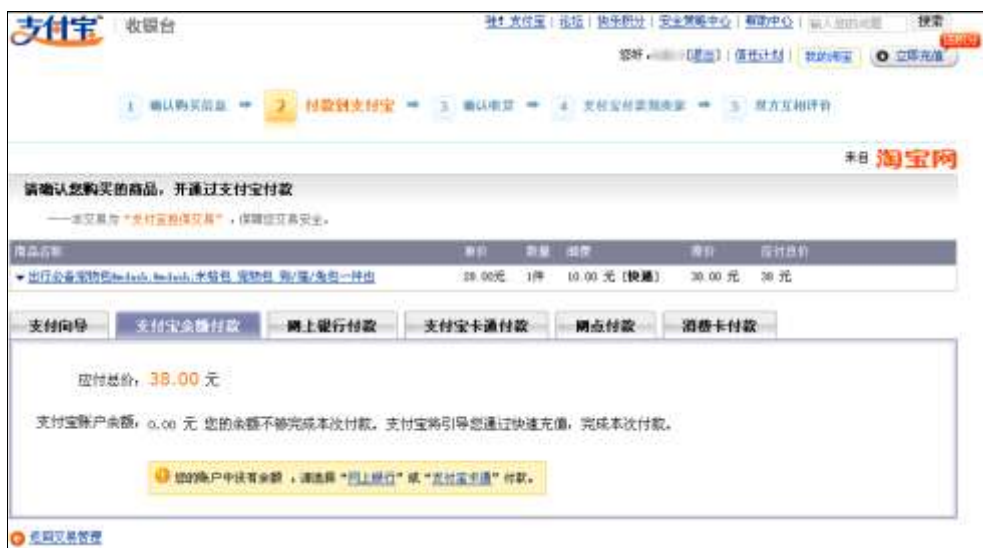 支付宝 收银台
我的支付宝 | 论坛 | 快乐积分 | 安全策略中心 | 帮助中心 | 搜索
您好, [退出] | 信任计划 | 我的淘宝 立即充值
1 确认购买信息 2 付款到支付宝 3 确认收货 4 支付宝付款到卖家 5 双方互相评价
来自 淘宝网
请确认您购买的商品,并通过支付宝付款
——本交易为“支付宝担保交易”,保障您交易安全。
商品名称 单价 数量 邮费 应付总价
1件 10.00 元 (快递) 38 元
支付向导 支付宝余额付款 网上银行付款 支付宝卡通付款 网点付款 消费卡付款
应付总价: 38.00 元
支付宝账户余额: 0.00 元 您的余额不够完成本次付款。支付宝将引导您通过快速充值,完成本次付款。
您的账户中没有余额,请选择“网上银行”或“支付宝卡通”付款。
返回交易管理